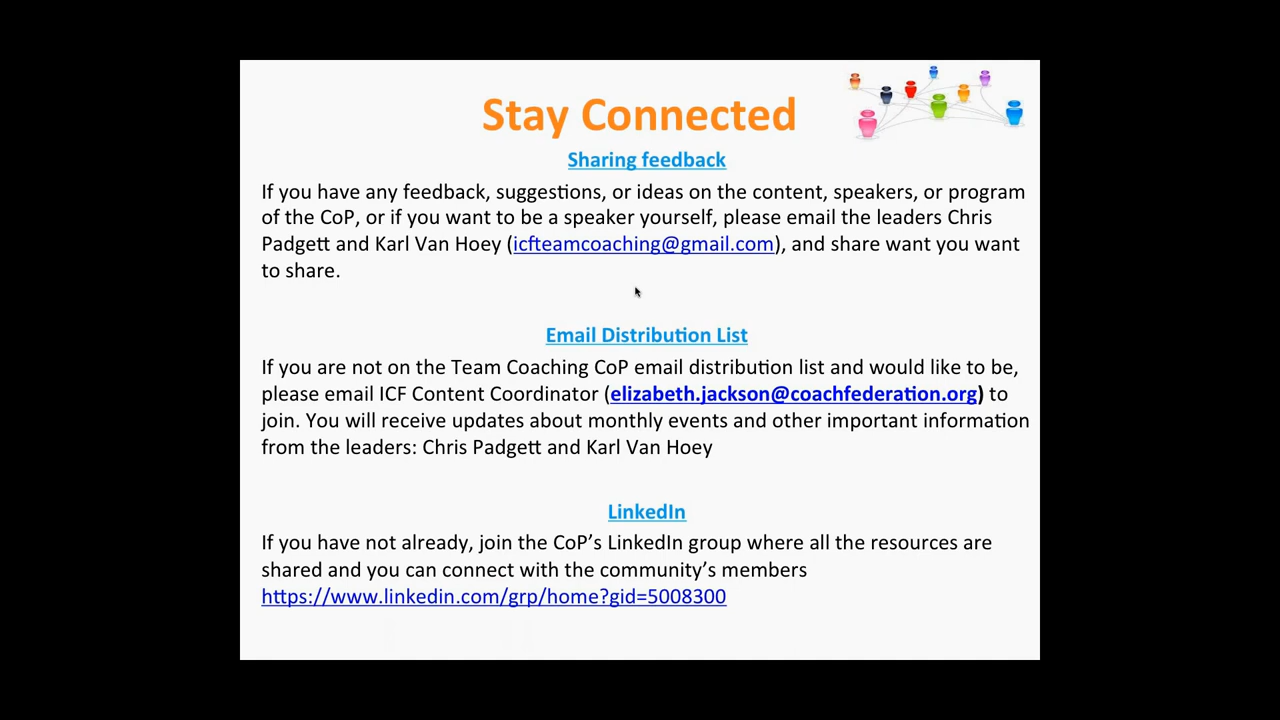 Stay Connected
Sharing feedback
If you have any feedback, suggestions, or ideas on the content, speakers, or program
of the CoP, or if you want to be a speaker yourself, please email the leaders Chris
Padgett and Karl Van Hoey (icfteamcoaching@gmail.com), and share want you want
to share.
Email Distribution List
If you are not on the Team Coaching CoP email distribution list and would like to be,
please email ICF Content Coordinator (elizabeth.jackson@coachfederation.org) to
join. You will receive updates about monthly events and other important information
from the leaders: Chris Padgett and Karl Van Hoey
LinkedIn
If you have not already, join the CoP’s LinkedIn group where all the resources are
shared and you can connect with the community’s members
https://www.linkedin.com/grp/home?gid=5008300